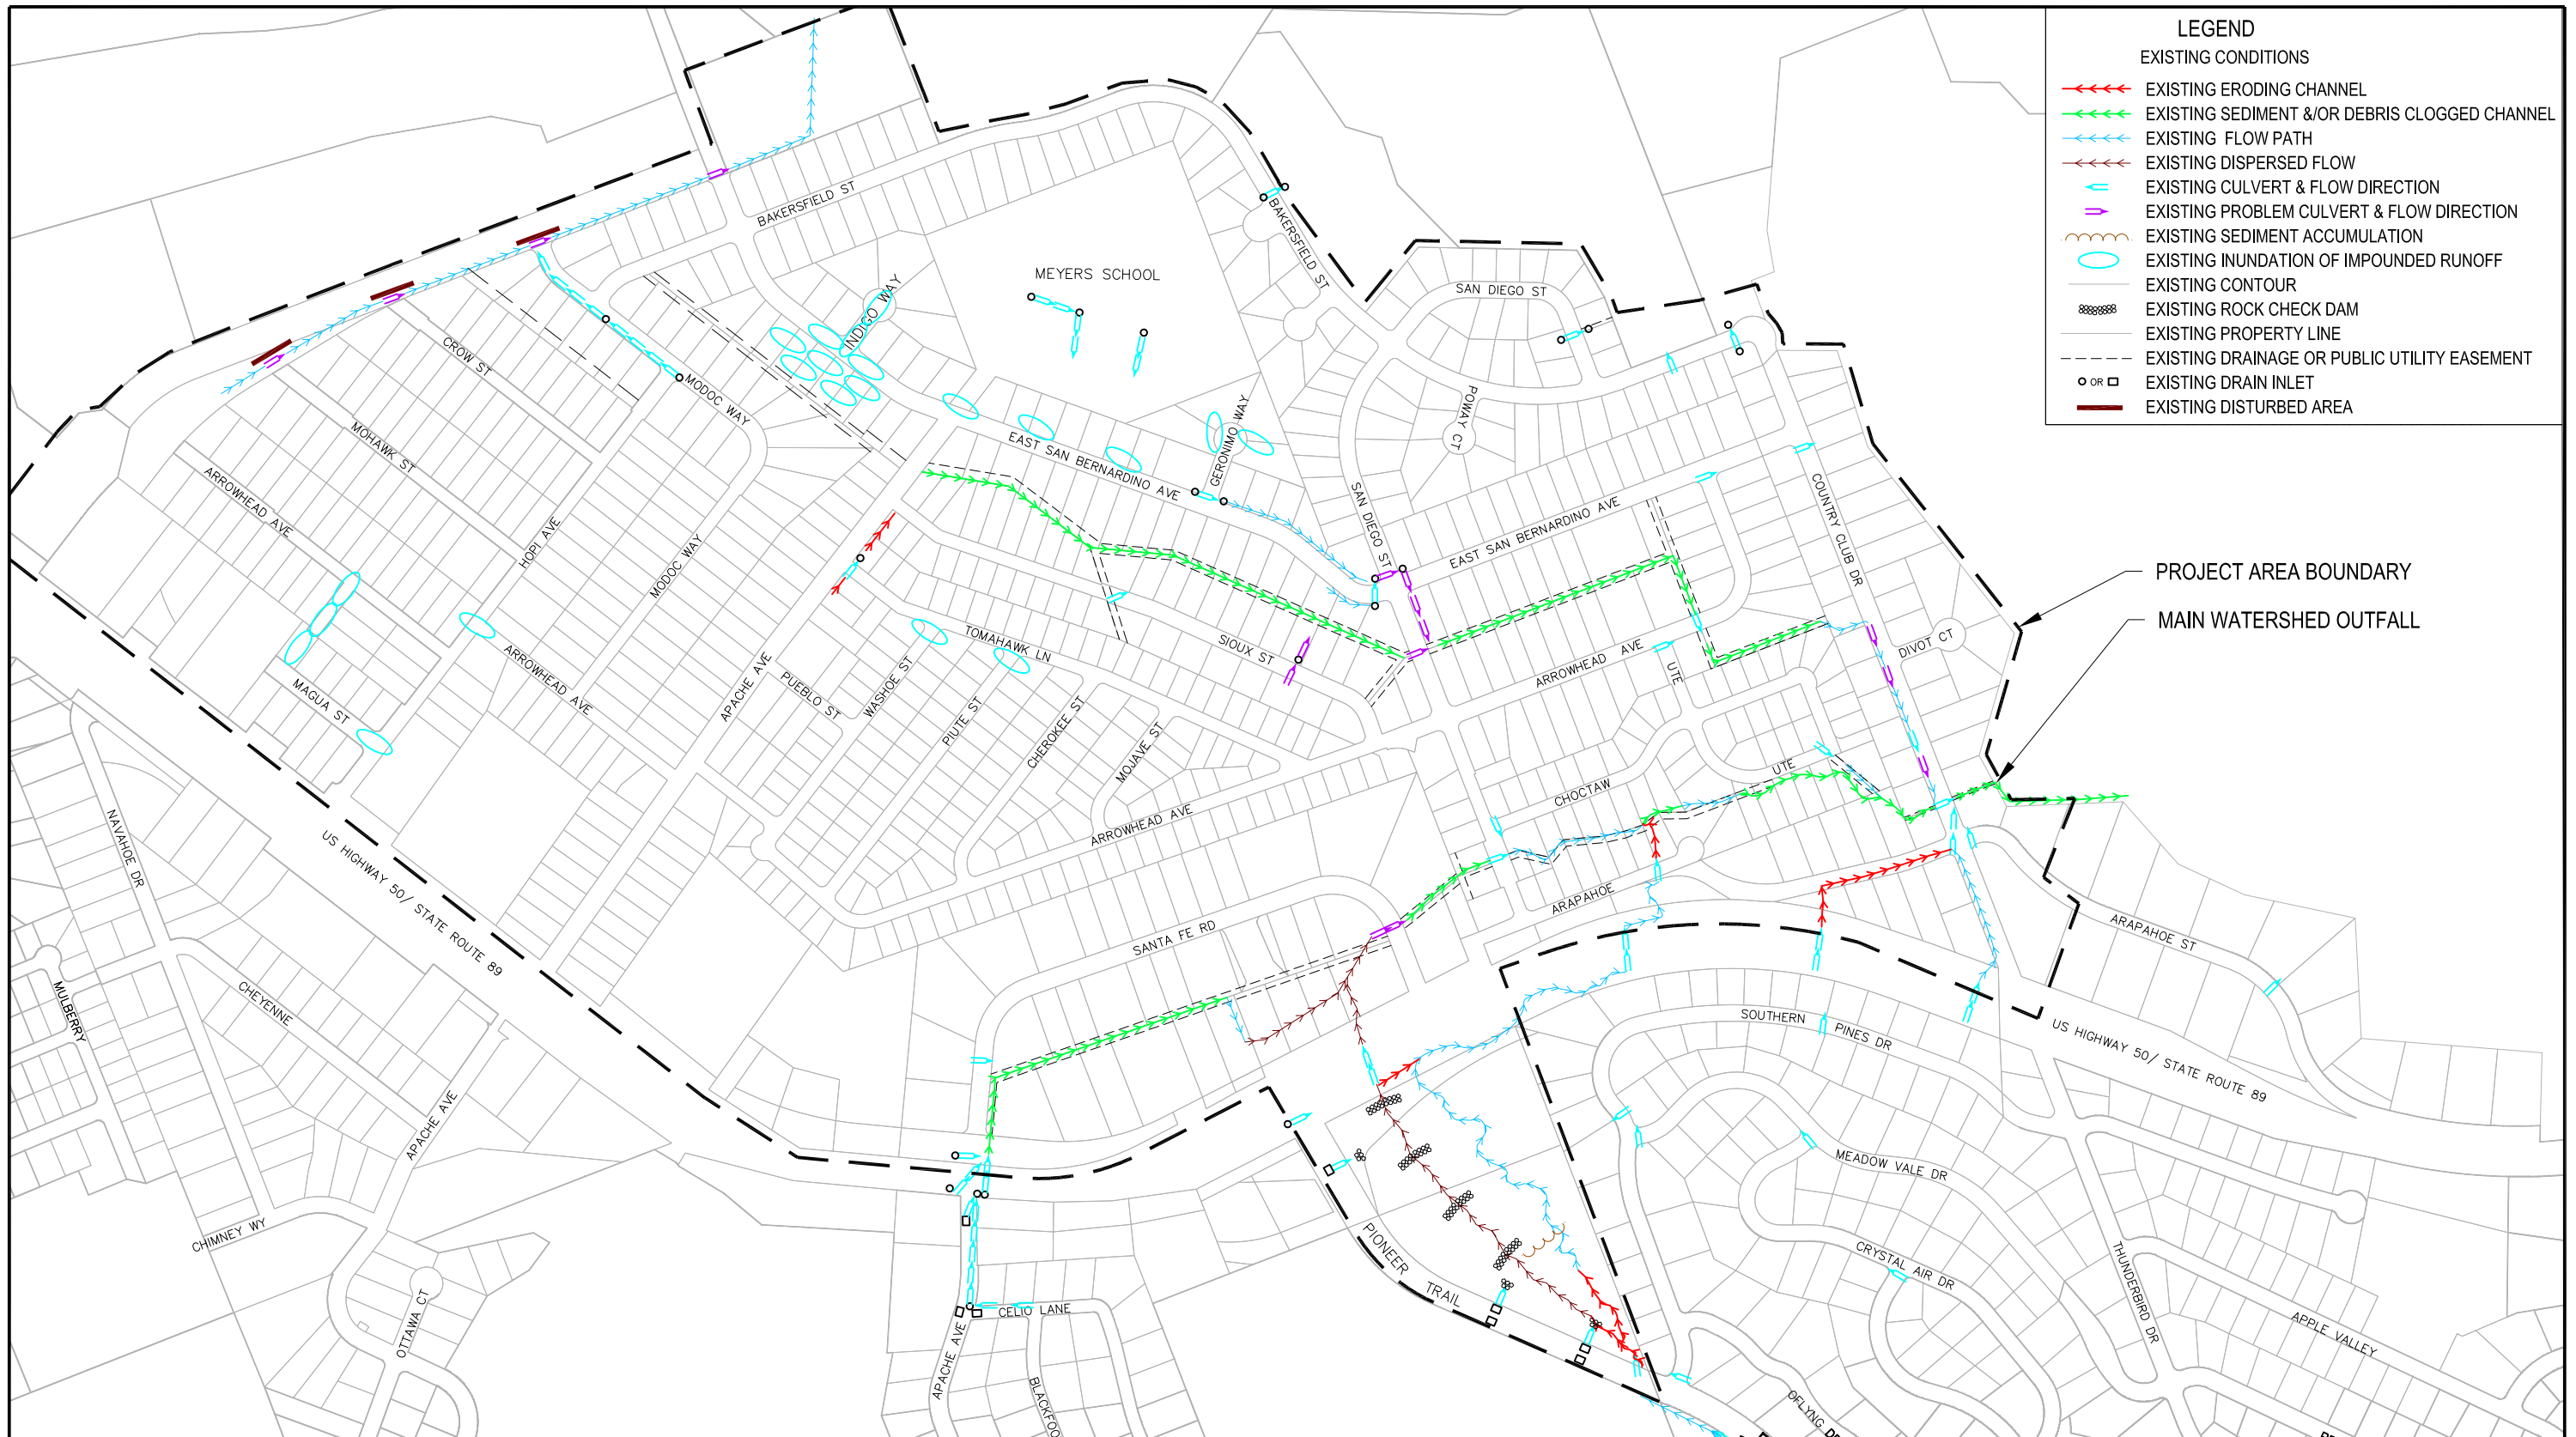 LEGEND
EXISTING CONDITIONS
EXISTING ERODING CHANNEL
EXISTING SEDIMENT &/OR DEBRIS CLOGGED CHANNEL
EXISTING FLOW PATH
EXISTING DISPERSED FLOW
EXISTING CULVERT & FLOW DIRECTION
EXISTING PROBLEM CULVERT & FLOW DIRECTION
EXISTING SEDIMENT ACCUMULATION
EXISTING INUNDATION OF IMPOUNDED RUNOFF
EXISTING CONTOUR
EXISTING ROCK CHECK DAM
EXISTING PROPERTY LINE
EXISTING DRAINAGE OR PUBLIC UTILITY EASEMENT
OR EXISTING DRAIN INLET
EXISTING DISTURBED AREA
PROJECT AREA BOUNDARY
MAIN WATERSHED OUTFALL
BAKERSFIELD ST
BAKERSFIELD ST
MEYERS SCHOOL
INDIGO WAY
SAN DIEGO ST
CROW ST
MODOC WAY
MOHAWK ST
ARROWHEAD AVE
HOPI AVE
MODOC WAY
EAST SAN BERNARDINO AVE
GERONIMO WAY
POWAY CT
SAN DIEGO ST
EAST SAN BERNARDINO AVE
COUNTRY CLUB DR
DIVOT CT
SIOUX ST
TOMAHAWK LN
ARROWHEAD AVE
UTE
ARROWHEAD AVE
MAGUA ST
APACHE AVE
PUEBLO ST
WASHOE ST
PIUTE ST
CHEROKEE ST
MOJAVE ST
ARROWHEAD AVE
CHOCTAW
UTE
NAVAHOE DR
US HIGHWAY 50/ STATE ROUTE 89
SANTA FE RD
ARAPAHOE
ARAPAHOE ST
MULBERRY
CHEYENNE
APACHE AVE
SOUTHERN PINES DR
US HIGHWAY 50/ STATE ROUTE 89
MEADOW VALE DR
CHIMNEY WY
PIONEER TRAIL
CRYSTAL AIR DR
THUNDERBIRD DR
OTTAWA CT
CELIO LANE
APACHE AVE
APPLE VALLEY